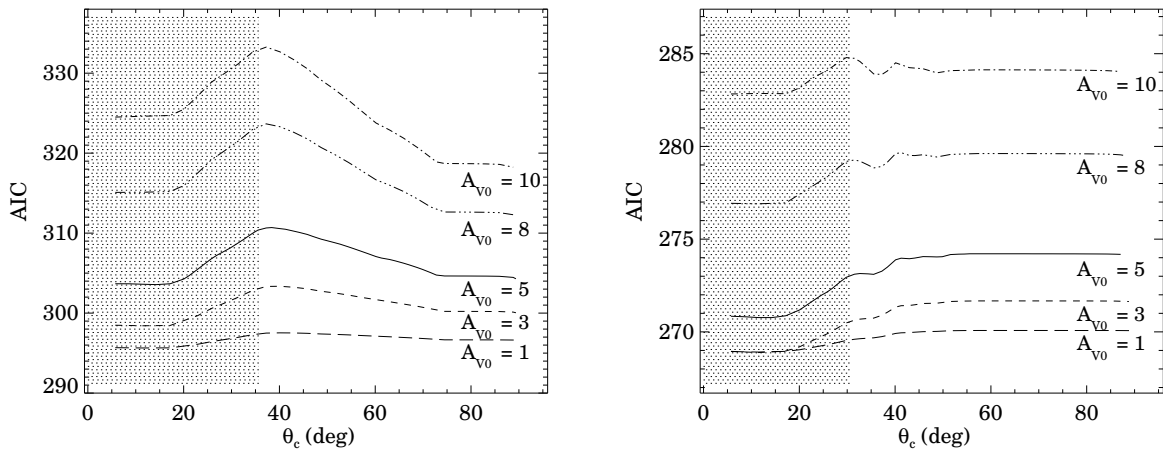 330
320
310
300
290
AIC
A_V0 = 10
A_V0 = 8
A_V0 = 5
A_V0 = 3
A_V0 = 1
0 20 40 60 80
θ_c (deg)
285
280
275
270
AIC
A_V0 = 10
A_V0 = 8
A_V0 = 5
A_V0 = 3
A_V0 = 1
0 20 40 60 80
θ_c (deg)